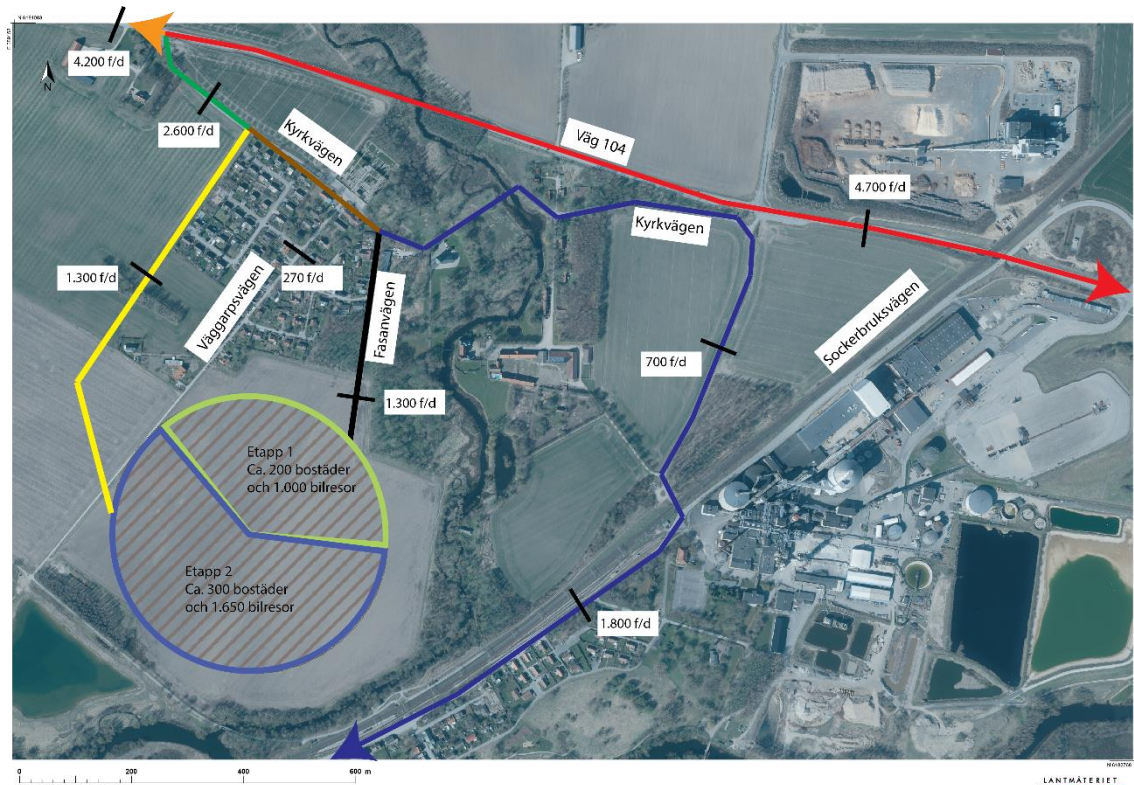 N 6191060
4.200 f/d
N
2.600 f/d
Kyrkvägen
Väg 104
4.700 f/d
Kyrkvägen
1.300 f/d
270 f/d
Väggarpsvägen
Fasanvägen
Sockerbruksvägen
700 f/d
1.300 f/d
Etapp 1
Ca. 200 bostäder
och 1.000 bilresor
Etapp 2
Ca. 300 bostäder
och 1.650 bilresor
1.800 f/d
0 200 400 600 m
LANTMÄTERIET